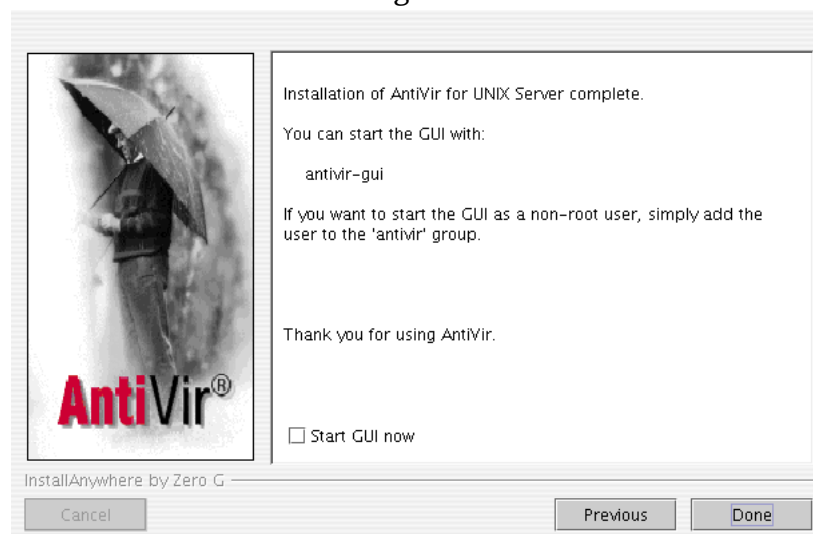 Installation of AntiVir for UNIX Server complete.
You can start the GUI with:
antivir-gui
If you want to start the GUI as a non-root user, simply add the
user to the 'antivir' group.
Thank you for using AntiVir.
AntiVir®
Start GUI now
InstallAnywhere by Zero G
Cancel
Previous
Done